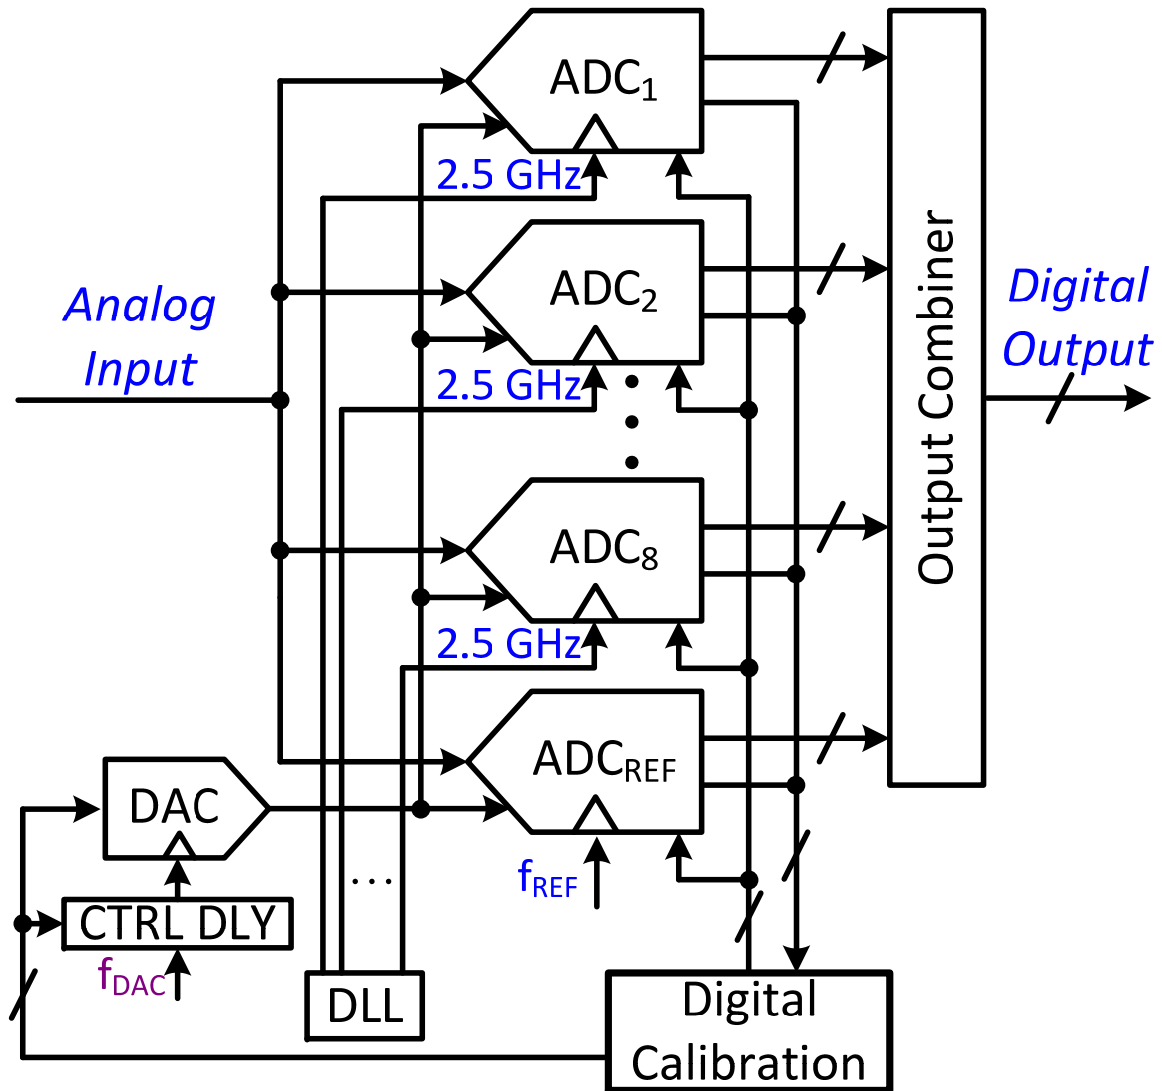 ADC1
2.5 GHz
Analog
Input
ADC2
2.5 GHz
Digital
Output
Output Combiner
ADC8
2.5 GHz
ADCREF
DAC
fREF
...
CTRL DLY
fDAC
DLL
Digital
Calibration